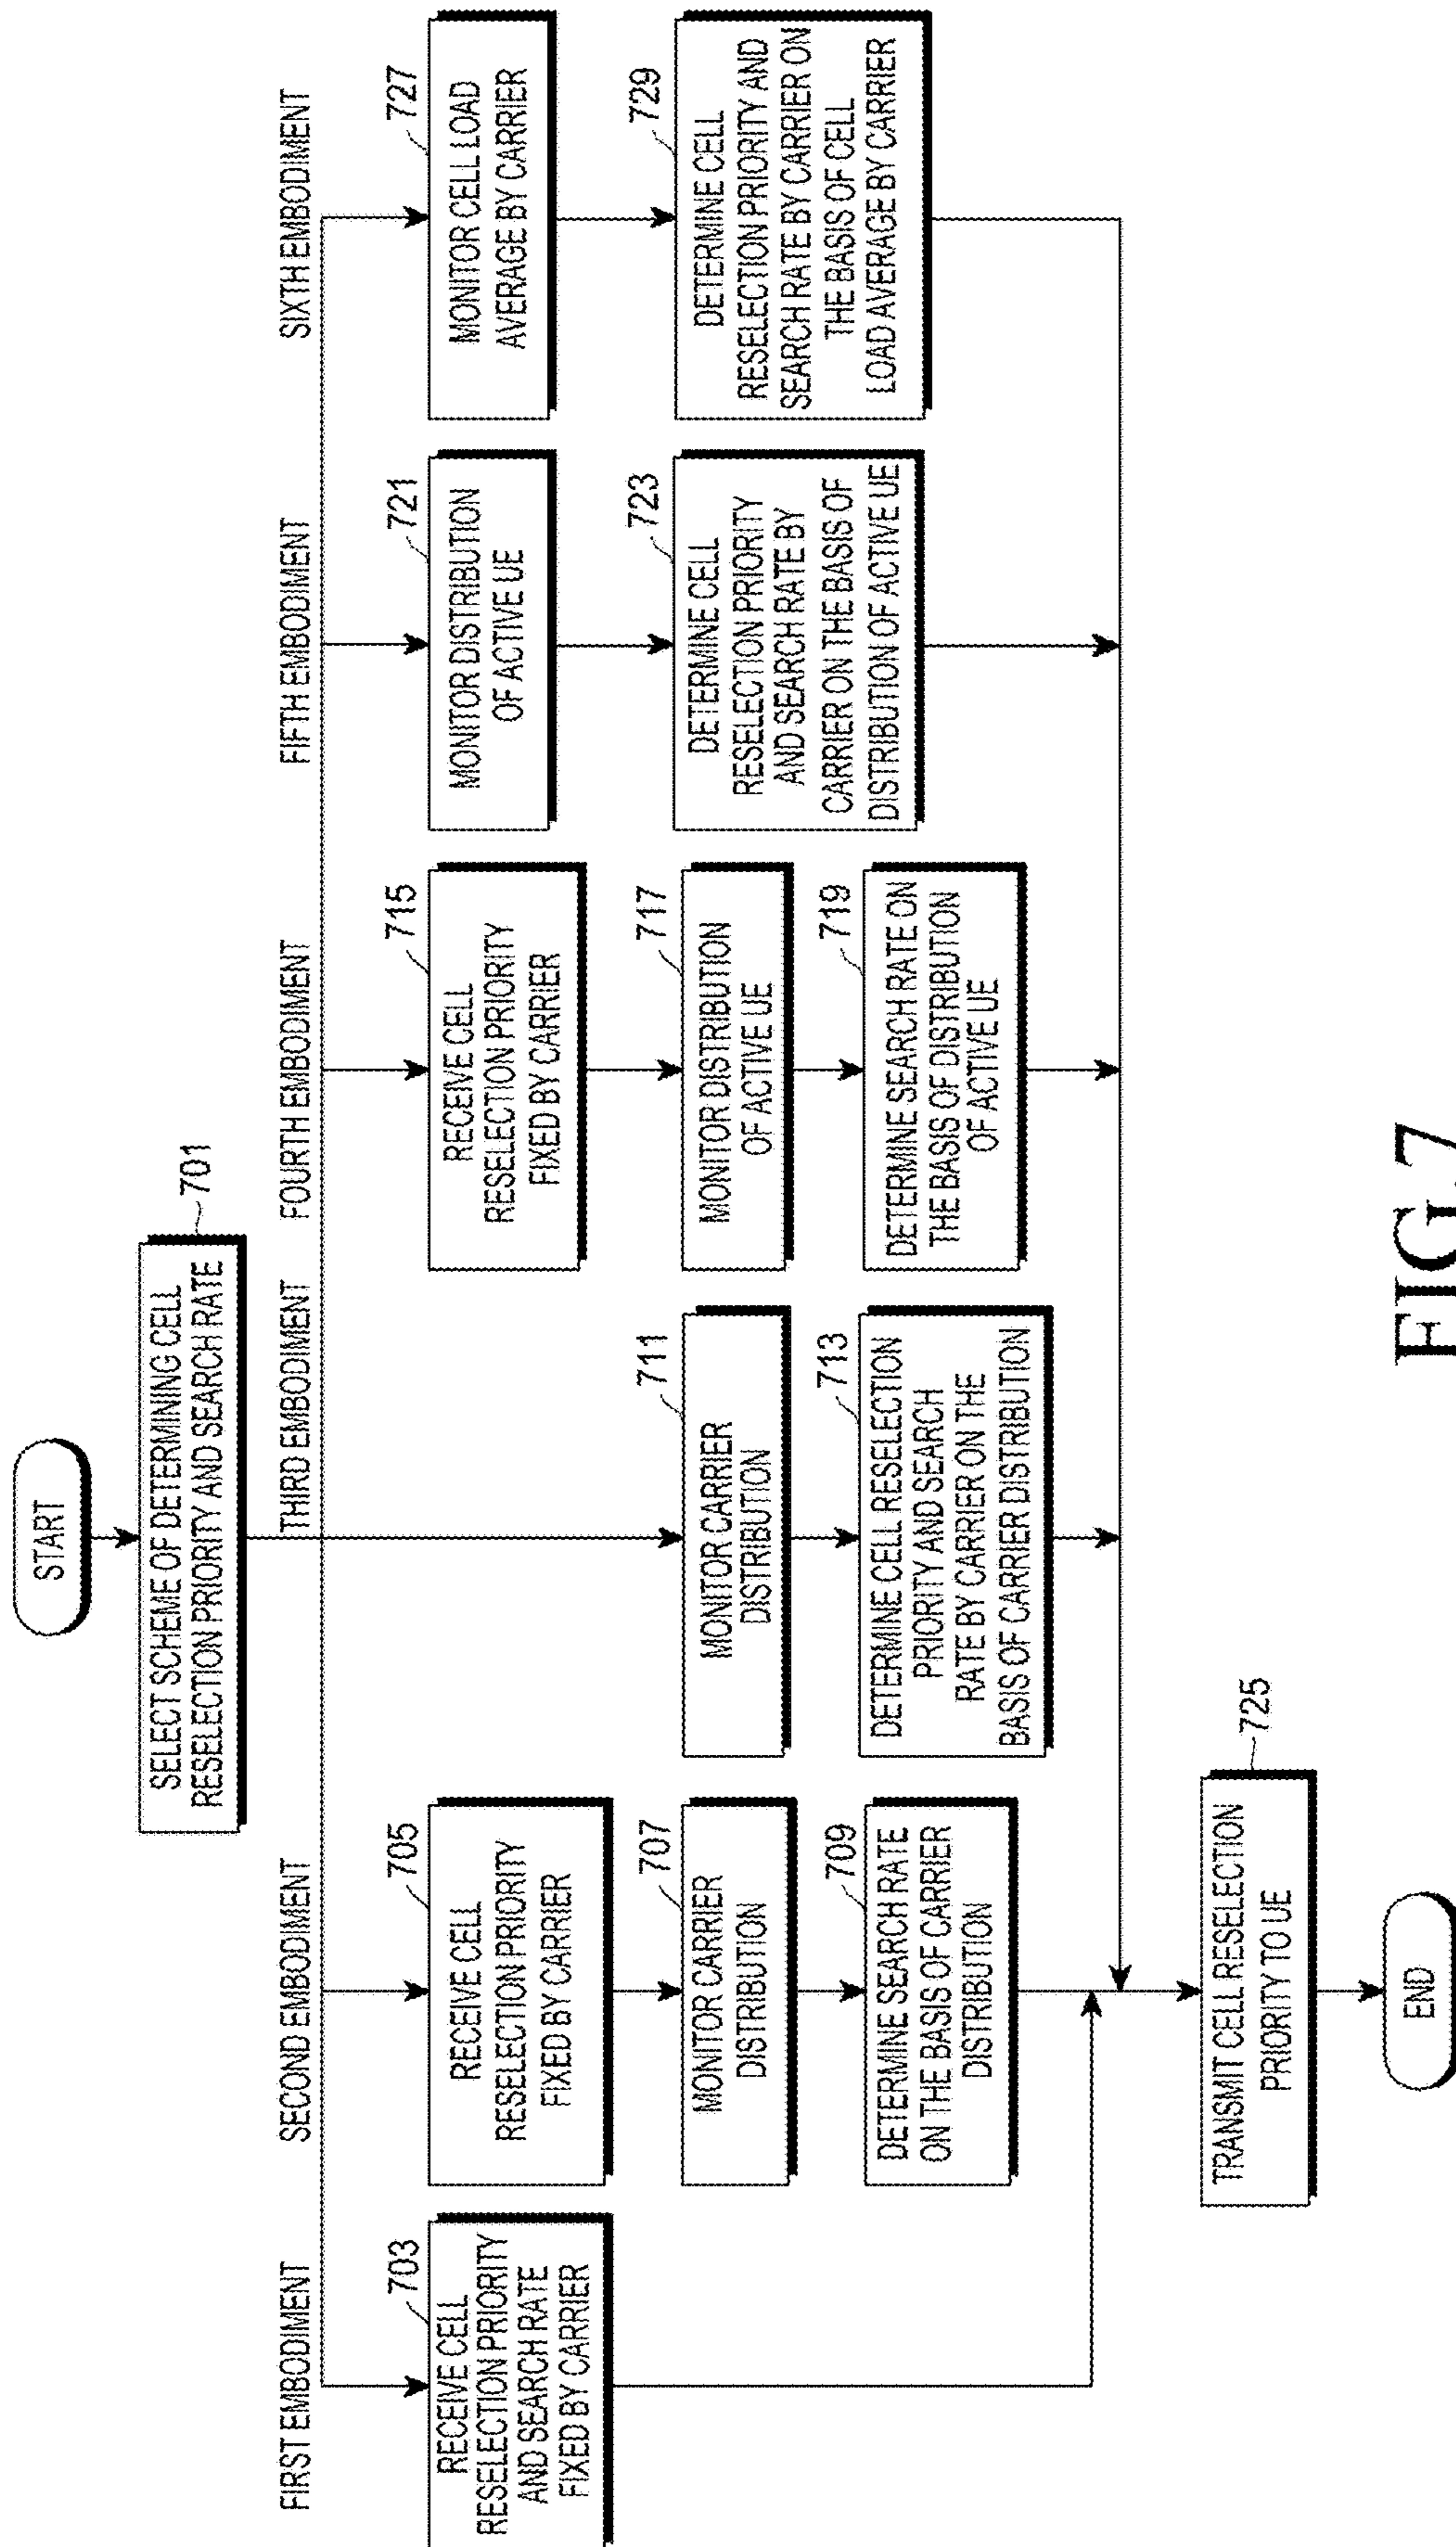 START
701
SELECT SCHEME OF DETERMINING CELL
RESELECTION PRIORITY AND SEARCH RATE
FIRST EMBODIMENT
703
RECEIVE CELL
RESELECTION PRIORITY
AND SEARCH RATE
FIXED BY CARRIER
SECOND EMBODIMENT
705
RECEIVE CELL
RESELECTION PRIORITY
FIXED BY CARRIER
707
MONITOR CARRIER
DISTRIBUTION
709
DETERMINE SEARCH RATE
ON THE BASIS OF CARRIER
DISTRIBUTION
THIRD EMBODIMENT
711
MONITOR CARRIER
DISTRIBUTION
713
DETERMINE CELL RESELECTION
PRIORITY AND SEARCH
RATE BY CARRIER ON THE
BASIS OF CARRIER DISTRIBUTION
FOURTH EMBODIMENT
715
RECEIVE CELL
RESELECTION PRIORITY
FIXED BY CARRIER
717
MONITOR DISTRIBUTION
OF ACTIVE UE
719
DETERMINE SEARCH RATE ON
THE BASIS OF DISTRIBUTION
OF ACTIVE UE
FIFTH EMBODIMENT
721
MONITOR DISTRIBUTION
OF ACTIVE UE
723
DETERMINE CELL
RESELECTION PRIORITY
AND SEARCH RATE BY
CARRIER ON THE BASIS OF
DISTRIBUTION OF ACTIVE UE
SIXTH EMBODIMENT
727
MONITOR CELL LOAD
AVERAGE BY CARRIER
729
DETERMINE CELL
RESELECTION PRIORITY AND
SEARCH RATE BY CARRIER ON
THE BASIS OF CELL
LOAD AVERAGE BY CARRIER
725
TRANSMIT CELL RESELECTION
PRIORITY TO UE
END
FIG.7